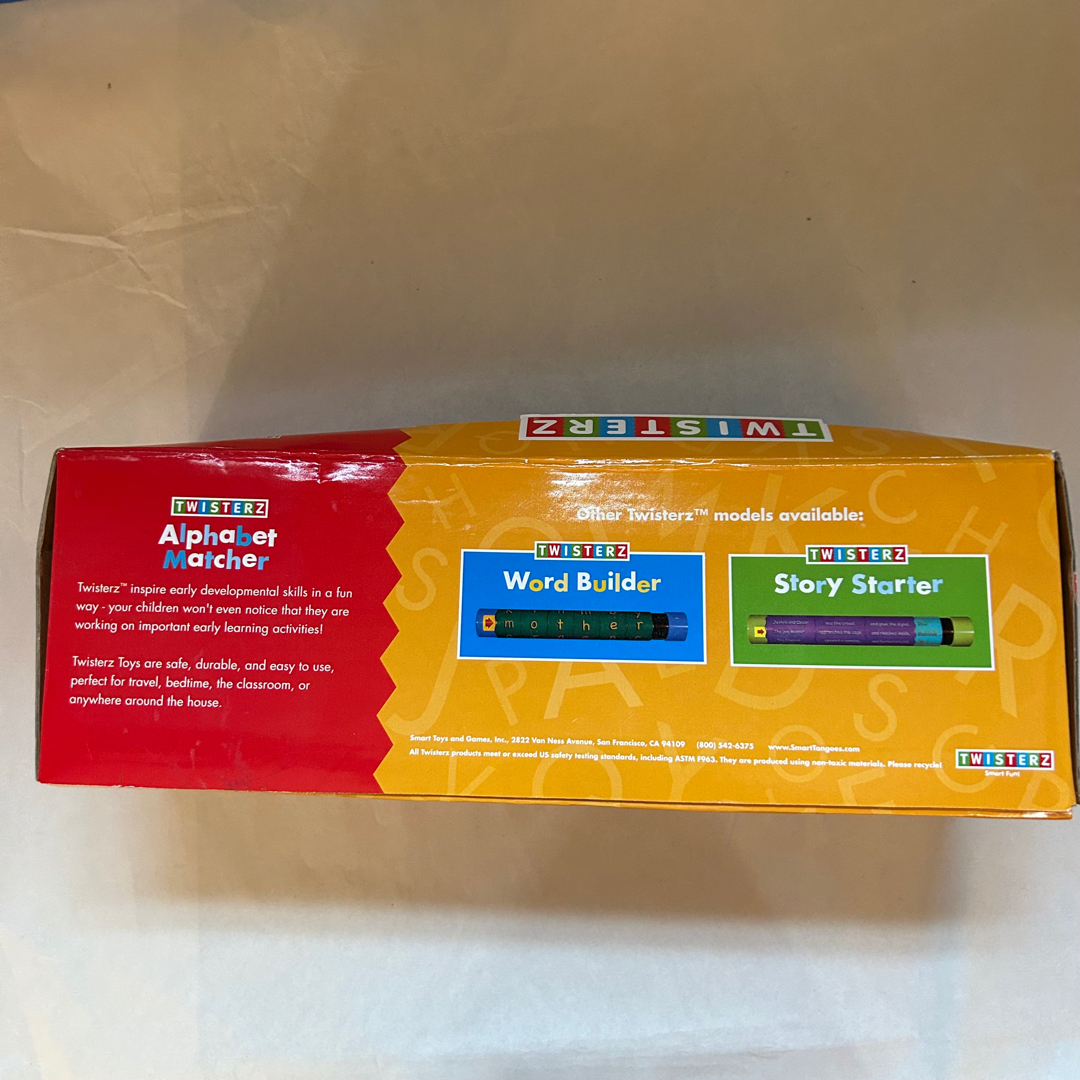 TWISTERZ
TWISTERZ
Alphabet
Matcher
Twisterz™ inspire early developmental skills in a fun
way - your children won't even notice that they are
working on important early learning activities!
Twisterz Toys are safe, durable, and easy to use,
perfect for travel, bedtime, the classroom, or
anywhere around the house.
Other Twisterz™ models available:
TWISTERZ
Word Builder
mother
TWISTERZ
Story Starter
Smart Toys and Games, Inc., 2822 Van Ness Avenue, San Francisco, CA 94109 (800) 542-6375 www.SmartTangoes.com
All Twisterz products meet or exceed US safety testing standards, including ASTM F963. They are produced using non-toxic materials. Please recycle!
TWISTERZ
Smart Fun!